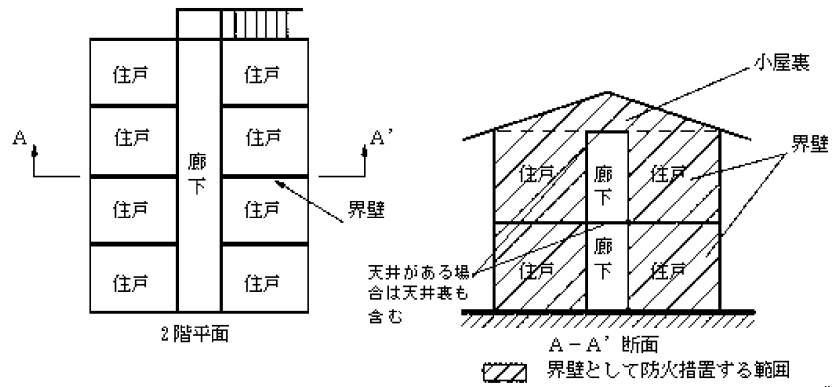 住戸
住戸
住戸
住戸
住戸
住戸
住戸
住戸
廊
下
A
A'
界壁
2階平面
小屋裏
界壁
住戸
廊
下
住戸
住戸
廊
下
住戸
天井がある場
合は天井裏も
含む
A-A'断面
界壁として防火措置する範囲